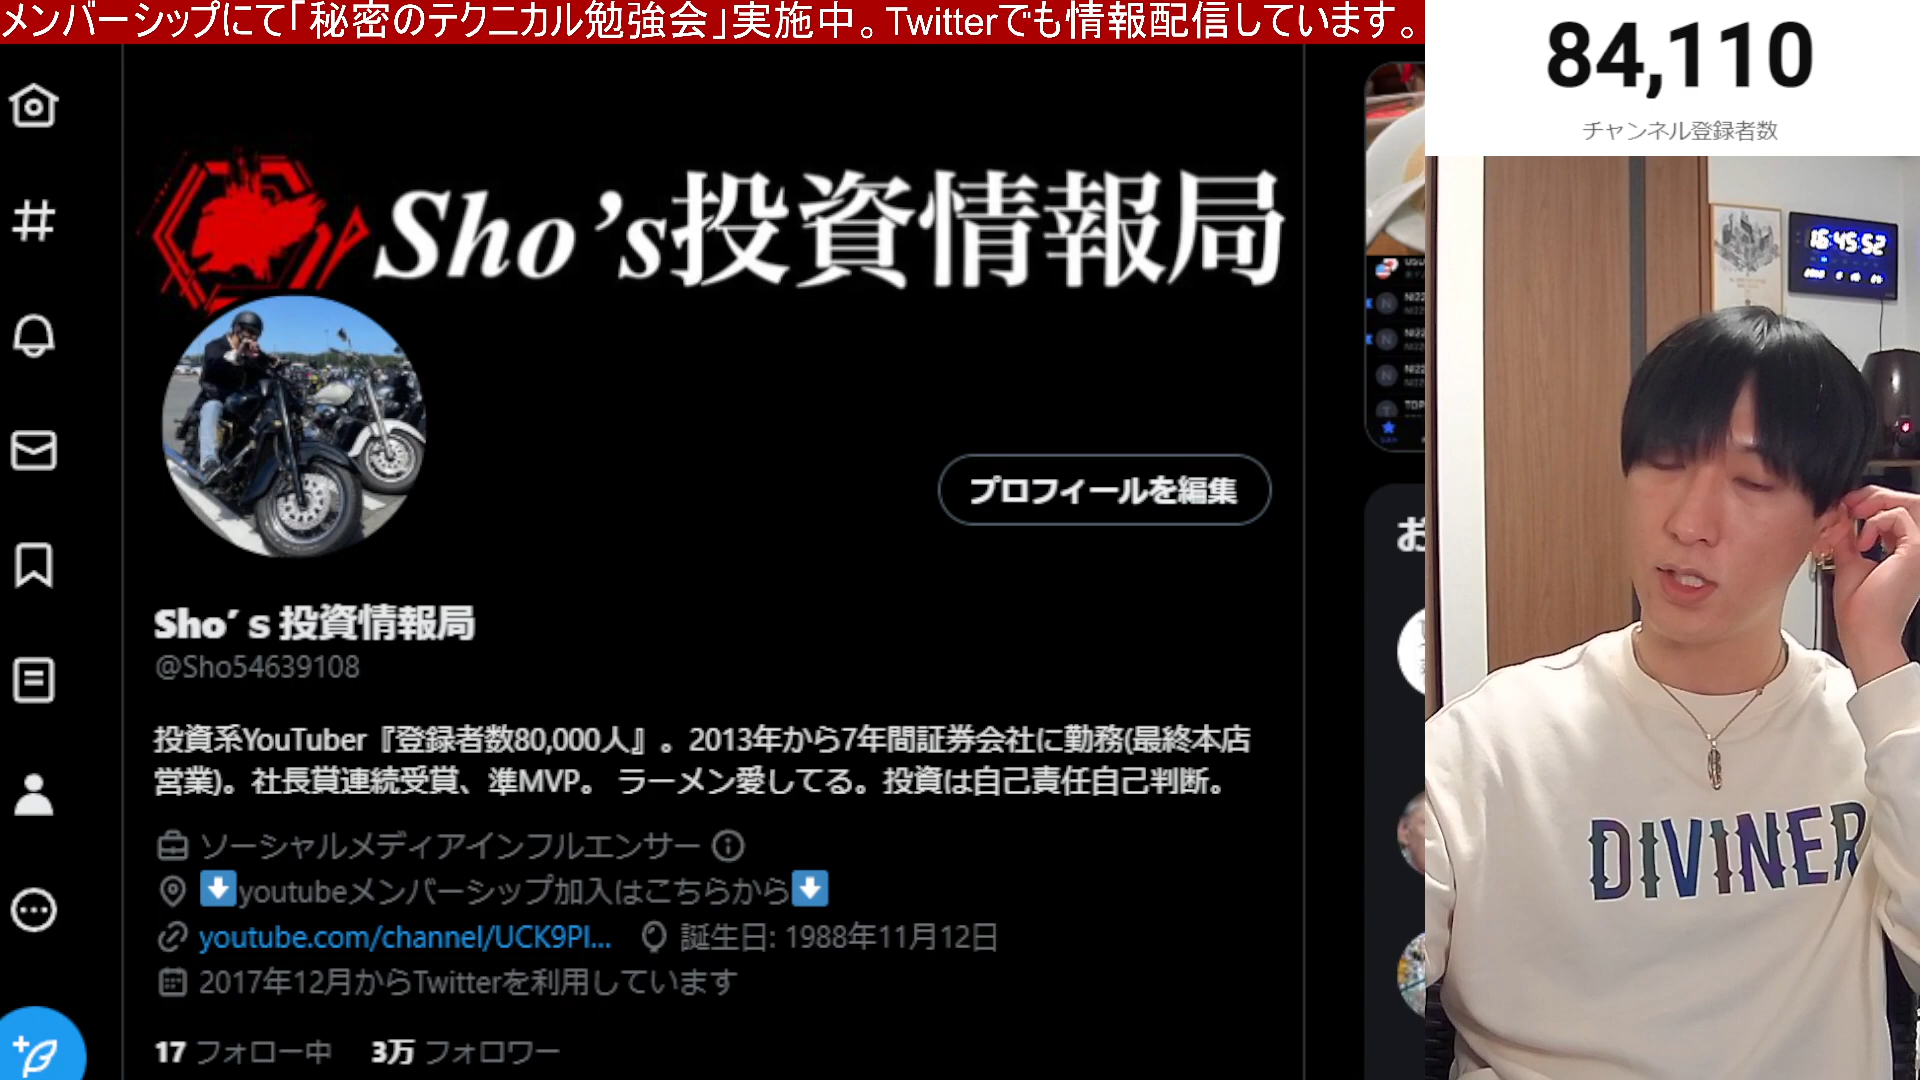 メンバーシップにて「秘密のテクニカル勉強会」実施中。Twitterでも情報配信しています。
84,110
チャンネル登録者数
Sho's投資情報局
16:45 52
プロフィールを編集
お
Sho´ｓ投資情報局
@Sho54639108
投資系YouTuber『登録者数80,000人』。2013年から7年間証券会社に勤務(最終本店
営業)。社長賞連続受賞、準MVP。 ラーメン愛してる。投資は自己責任自己判断。
ソーシャルメディアインフルエンサー
⬇youtubeメンバーシップ加入はこちらから⬇
youtube.com/channel/UCK9PI... 誕生日: 1988年11月12日
2017年12月からTwitterを利用しています
17 フォロー中 3万 フォロワー
DIVINER